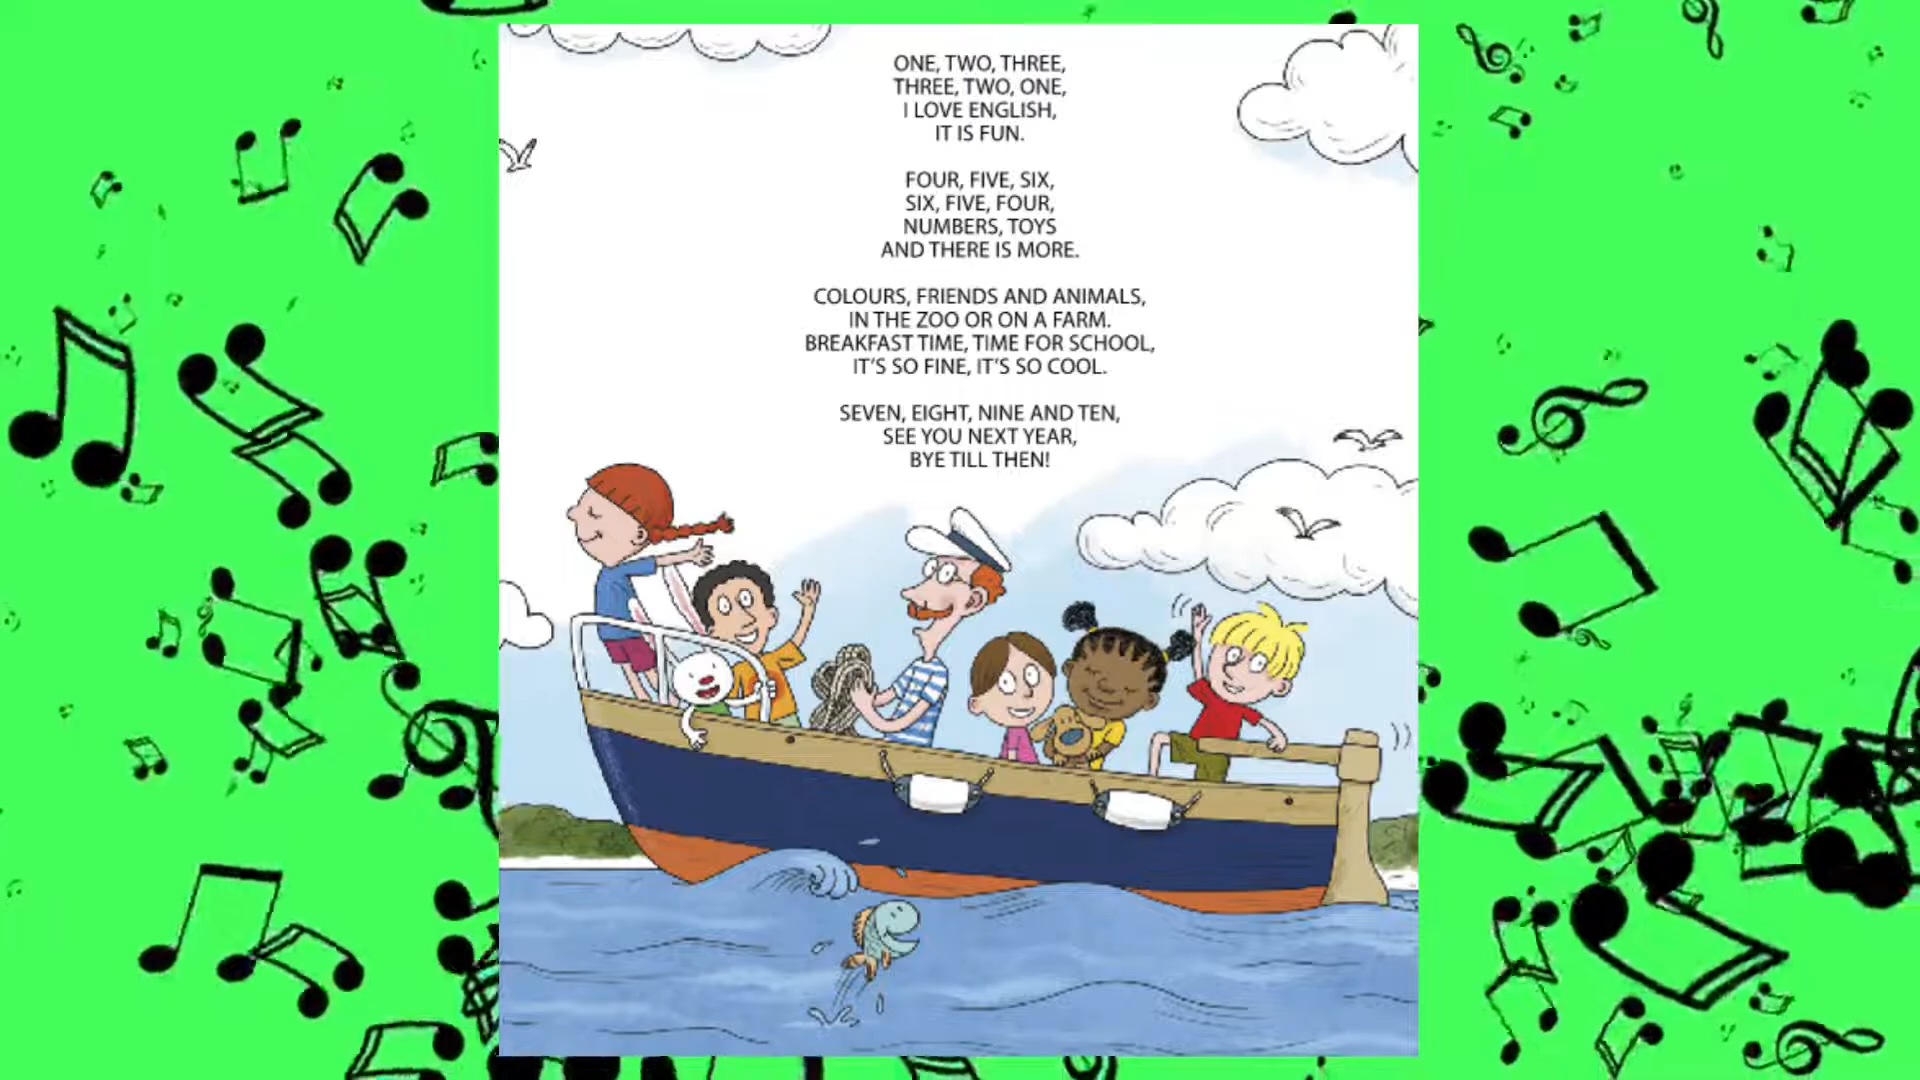 ONE, TWO, THREE,
THREE, TWO, ONE,
I LOVE ENGLISH,
IT IS FUN.
FOUR, FIVE, SIX,
SIX, FIVE, FOUR,
NUMBERS, TOYS
AND THERE IS MORE.
COLOURS, FRIENDS AND ANIMALS,
IN THE ZOO OR ON A FARM.
BREAKFAST TIME, TIME FOR SCHOOL,
IT'S SO FINE, IT'S SO COOL.
SEVEN, EIGHT, NINE AND TEN,
SEE YOU NEXT YEAR,
BYE TILL THEN!